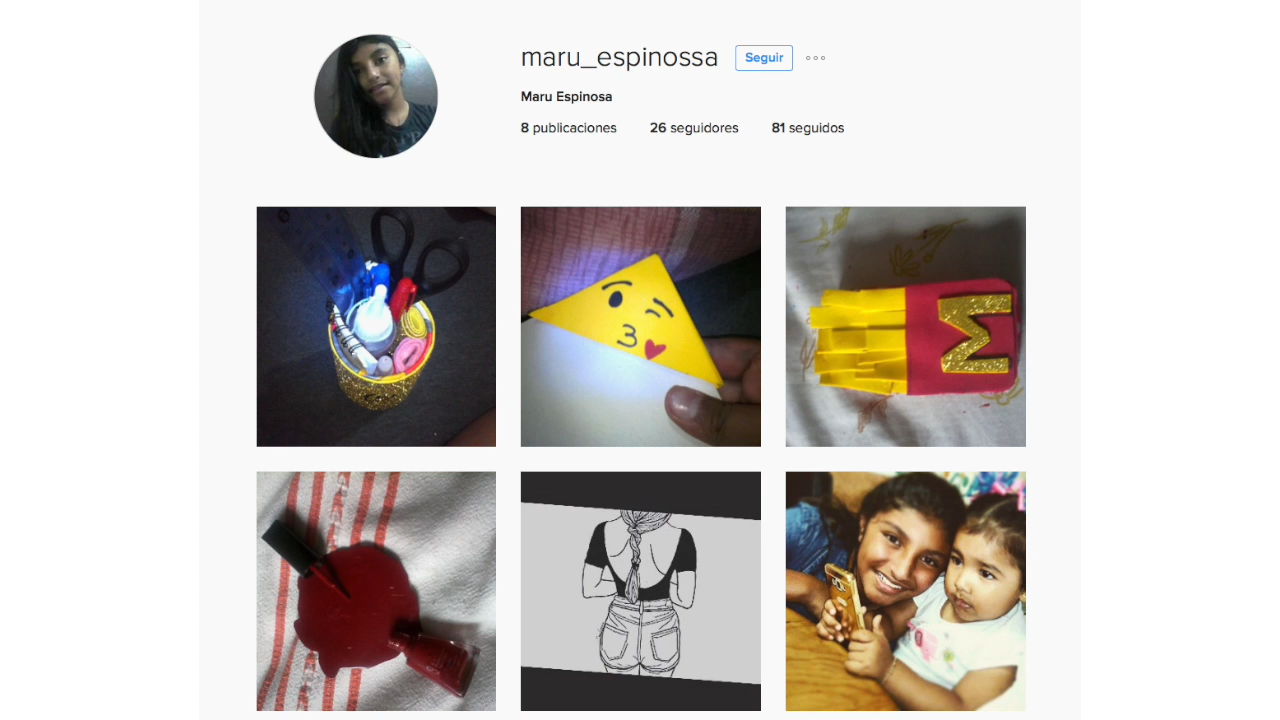 maru_espinossa Seguir
Maru Espinosa
8 publicaciones 26 seguidores 81 seguidos
M